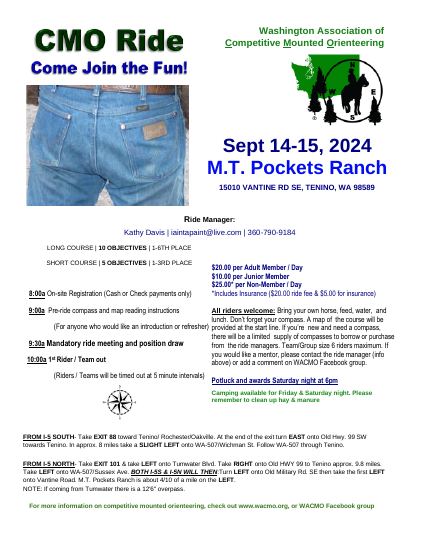 CMO Ride
Come Join the Fun!
Washington Association of
Competitive Mounted Orienteering
N
W
E
S
Sept 14-15, 2024
M.T. Pockets Ranch
15010 VANTINE RD SE, TENINO, WA 98589
Ride Manager:
Kathy Davis | iaintapaint@live.com | 360-790-9184
LONG COURSE | 10 OBJECTIVES | 1-6TH PLACE
SHORT COURSE | 5 OBJECTIVES | 1-3RD PLACE
8:00a On-site Registration (Cash or Check payments only)
9:00a Pre-ride compass and map reading instructions
(For anyone who would like an introduction or refresher)
9:30a Mandatory ride meeting and position draw
10:00a 1st Rider / Team out
(Riders / Teams will be timed out at 5 minute intervals)
$20.00 per Adult Member / Day
$10.00 per Junior Member
$25.00* per Non-Member / Day
*Includes Insurance ($20.00 ride fee & $5.00 for insurance)
All riders welcome: Bring your own horse, feed, water, and
lunch. Don't forget your compass. A map of the course will be
provided at the start line. If you're new and need a compass,
there will be a limited supply of compasses to borrow or purchase
from the ride managers. Team/Group size 6 riders maximum. If
you would like a mentor, please contact the ride manager (info
above) or add a comment on WACMO Facebook group.
Potluck and awards Saturday night at 6pm
Camping available for Friday & Saturday night. Please
remember to clean up hay & manure
FROM I-5 SOUTH- Take EXIT 88 toward Tenino/ Rochester/Oakville. At the end of the exit turn EAST onto Old Hwy. 99 SW
towards Tenino. In approx. 8 miles take a SLIGHT LEFT onto WA-507/Wichman St. Follow WA-507 through Tenino.
FROM I-5 NORTH- Take EXIT 101 & take LEFT onto Tumwater Blvd. Take RIGHT onto Old HWY 99 to Tenino approx. 9.8 miles.
Take LEFT onto WA-507/Sussex Ave. BOTH I-5S & I-5N WILL THEN:Turn LEFT onto Old Military Rd. SE then take the first LEFT
onto Vantine Road. M.T. Pockets Ranch is about 4/10 of a mile on the LEFT.
NOTE: if coming from Tumwater there is a 12'6" overpass.
For more information on competitive mounted orienteering, check out www.wacmo.org, or WACMO Facebook group